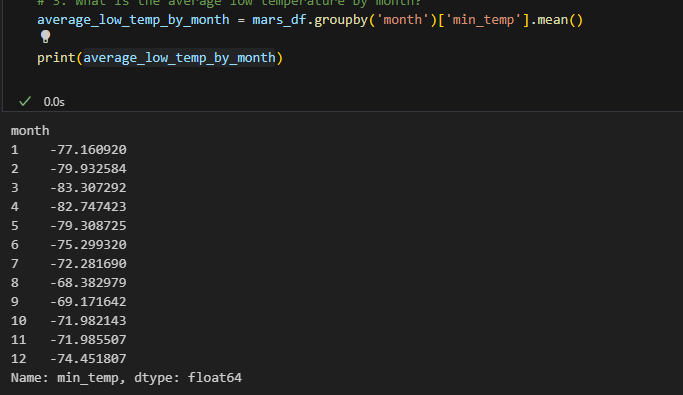 # 3. What is the average low temperature by month?
average_low_temp_by_month = mars_df.groupby('month')['min_temp'].mean()
print(average_low_temp_by_month)
0.0s
month
1    -77.160920
2    -79.932584
3    -83.307292
4    -82.747423
5    -79.308725
6    -75.299320
7    -72.281690
8    -68.382979
9    -69.171642
10   -71.982143
11   -71.985507
12   -74.451807
Name: min_temp, dtype: float64